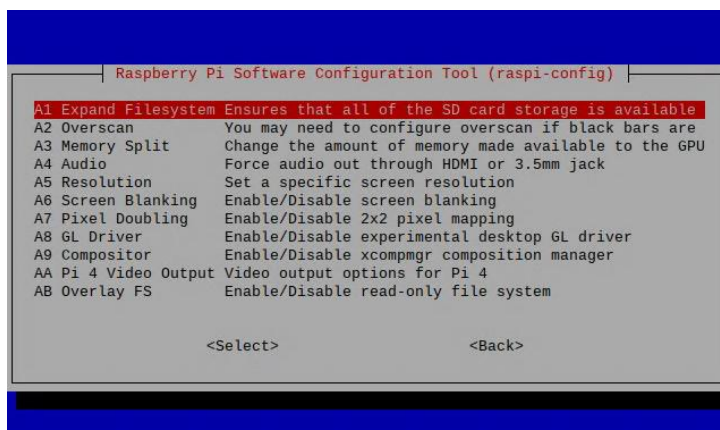 Raspberry Pi Software Configuration Tool (raspi-config)
A1 Expand Filesystem Ensures that all of the SD card storage is available
A2 Overscan You may need to configure overscan if black bars are
A3 Memory Split Change the amount of memory made available to the GPU
A4 Audio Force audio out through HDMI or 3.5mm jack
A5 Resolution Set a specific screen resolution
A6 Screen Blanking Enable/Disable screen blanking
A7 Pixel Doubling Enable/Disable 2x2 pixel mapping
A8 GL Driver Enable/Disable experimental desktop GL driver
A9 Compositor Enable/Disable xcompmgr composition manager
AA Pi 4 Video Output Video output options for Pi 4
AB Overlay FS Enable/Disable read-only file system
<Select> <Back>